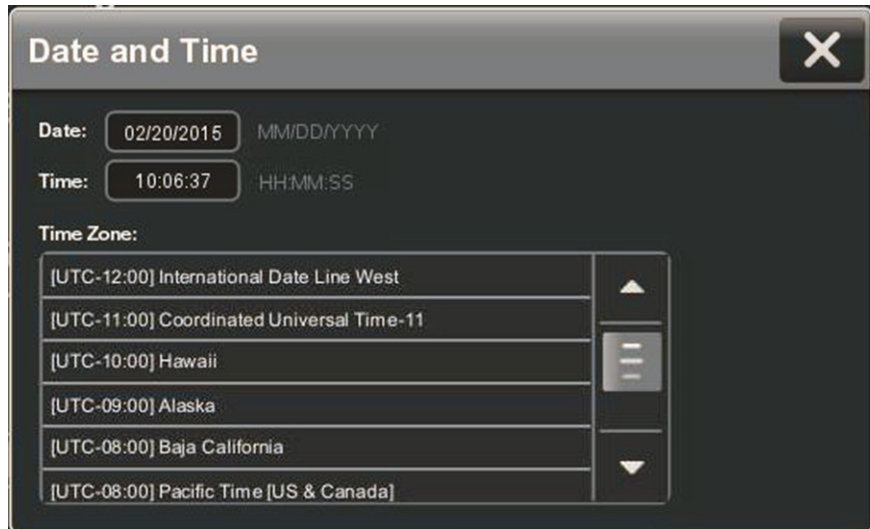 Date and Time
Date: 02/20/2015 MM/DD/YYYY
Time: 10:06:37 HH:MM:SS
Time Zone:
[UTC-12:00] International Date Line West
[UTC-11:00] Coordinated Universal Time-11
[UTC-10:00] Hawaii
[UTC-09:00] Alaska
[UTC-08:00] Baja California
[UTC-08:00] Pacific Time [US & Canada]